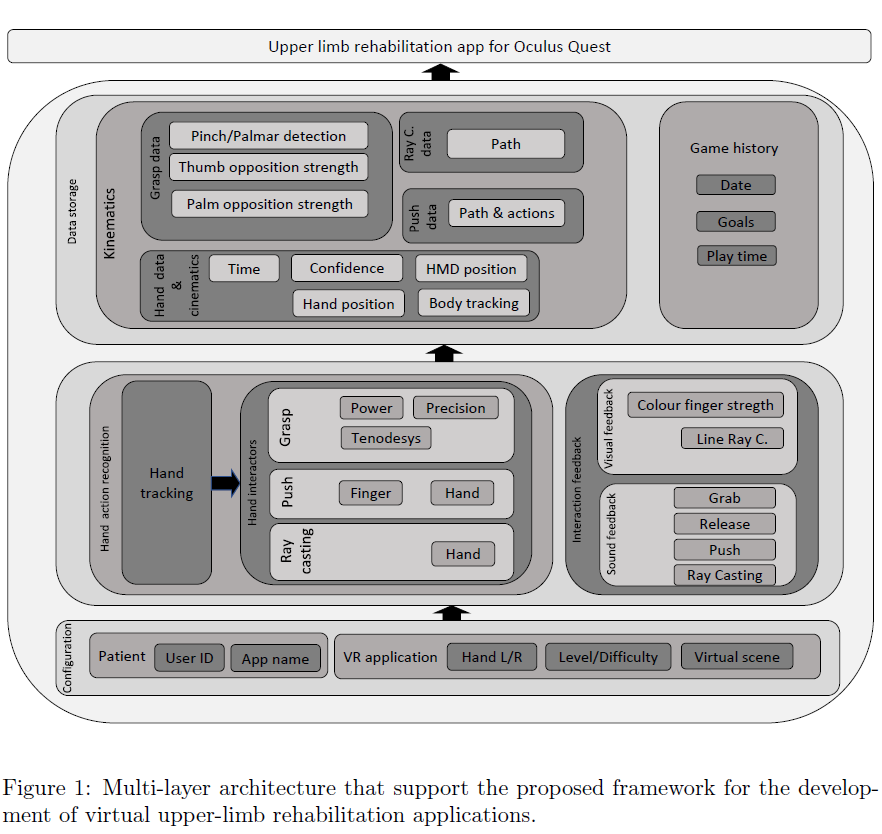 Upper limb rehabilitation app for Oculus Quest
Data storage
Kinematics
Grasp data
Pinch/Palmar detection
Thumb opposition strength
Palm opposition strength
Ray C.
data
Path
Push
data
Path & actions
Hand data
&
cinematics
Time
Confidence
HMD position
Hand position
Body tracking
Game history
Date
Goals
Play time
Hand action recognition
Hand
tracking
Hand interactors
Grasp
Power
Precision
Tenodesys
Push
Finger
Hand
Ray
casting
Hand
Interaction feedback
Visual feedback
Colour finger stregth
Line Ray C.
Sound feedback
Grab
Release
Push
Ray Casting
Configuration
Patient
User ID
App name
VR application
Hand L/R
Level/Difficulty
Virtual scene
Figure 1: Multi-layer architecture that support the proposed framework for the develop-
ment of virtual upper-limb rehabilitation applications.